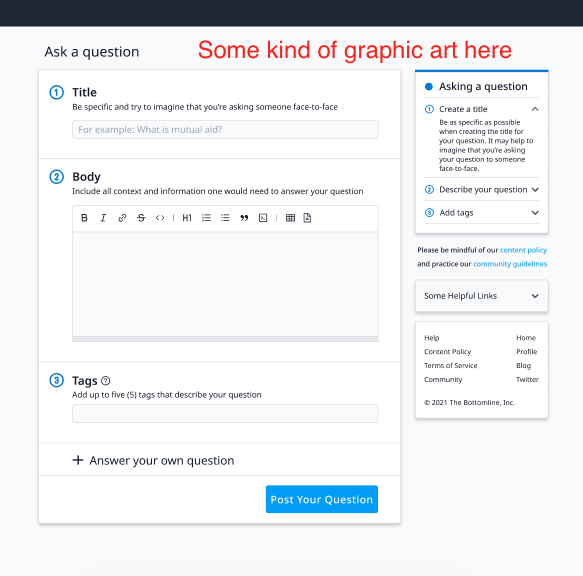 Ask a question
Some kind of graphic art here
1 Title
Be specific and try to imagine that you're asking someone face-to-face
For example: What is mutual aid?
2 Body
Include all context and information one would need to answer your question
B I S <> H1
3 Tags
Add up to five (5) tags that describe your question
+ Answer your own question
Post Your Question
Asking a question
1 Create a title
Be as specific as possible
when creating the title for
your question. It may help to
imagine that you're asking
your question to someone
face-to-face.
2 Describe your question
3 Add tags
Please be mindful of our content policy
and practice our community guidelines
Some Helpful Links
Help Home
Content Policy Profile
Terms of Service Blog
Community Twitter
© 2021 The Bottomline, Inc.